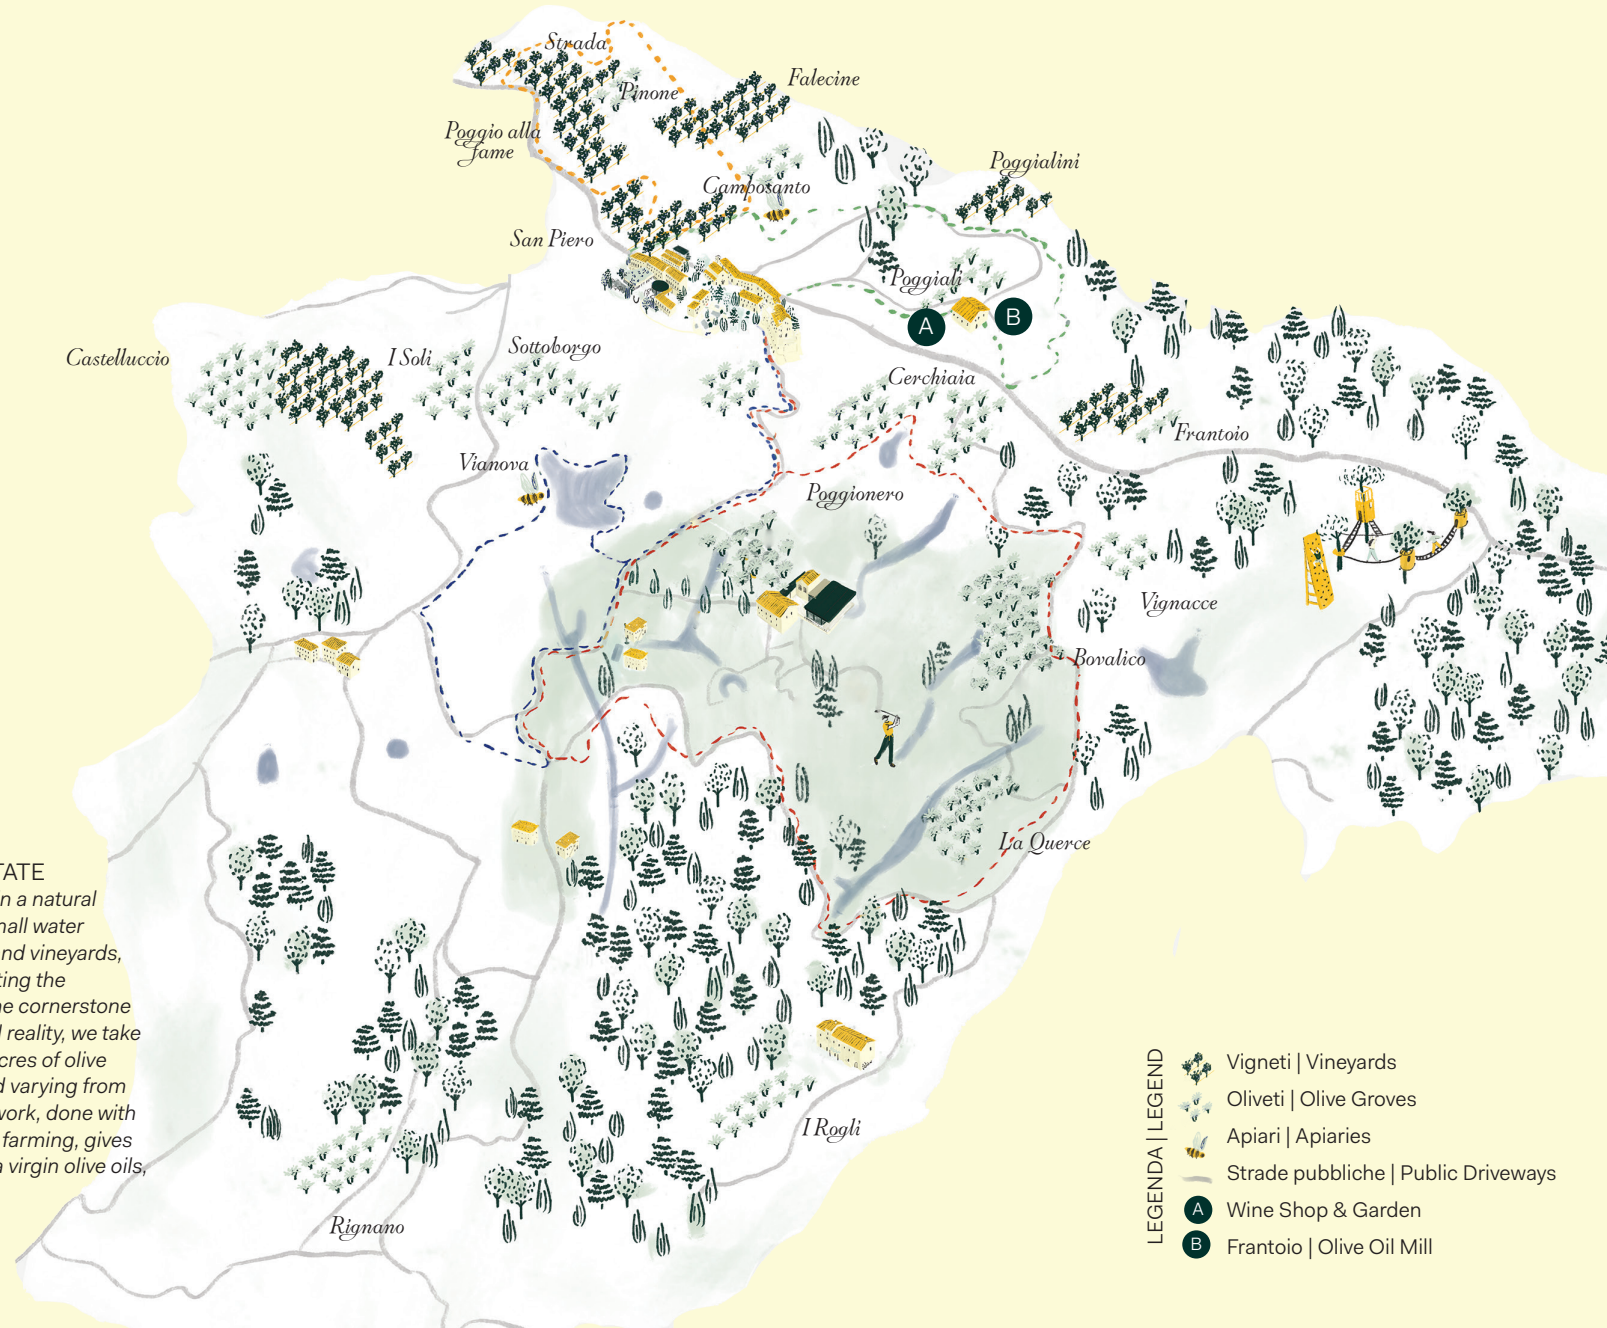 Strada
Pinone
Falecine
Poggio alla
fame
Camposanto
Poggialini
San Piero
Poggiali
A
B
Castelluccio
I Soli
Sottoborgo
Cerchiaia
Frantoio
Vianova
Poggionero
Vignacce
Bovalico
La Querce
I Rogli
Rignano
TATE
n a natural
nall water
nd vineyards,
ting the
ne cornerstone
l reality, we take
cres of olive
d varying from
work, done with
farming, gives
a virgin olive oils,
LEGENDA | LEGEND
Vigneti | Vineyards
Oliveti | Olive Groves
Apiari | Apiaries
Strade pubbliche | Public Driveways
A Wine Shop & Garden
B Frantoio | Olive Oil Mill